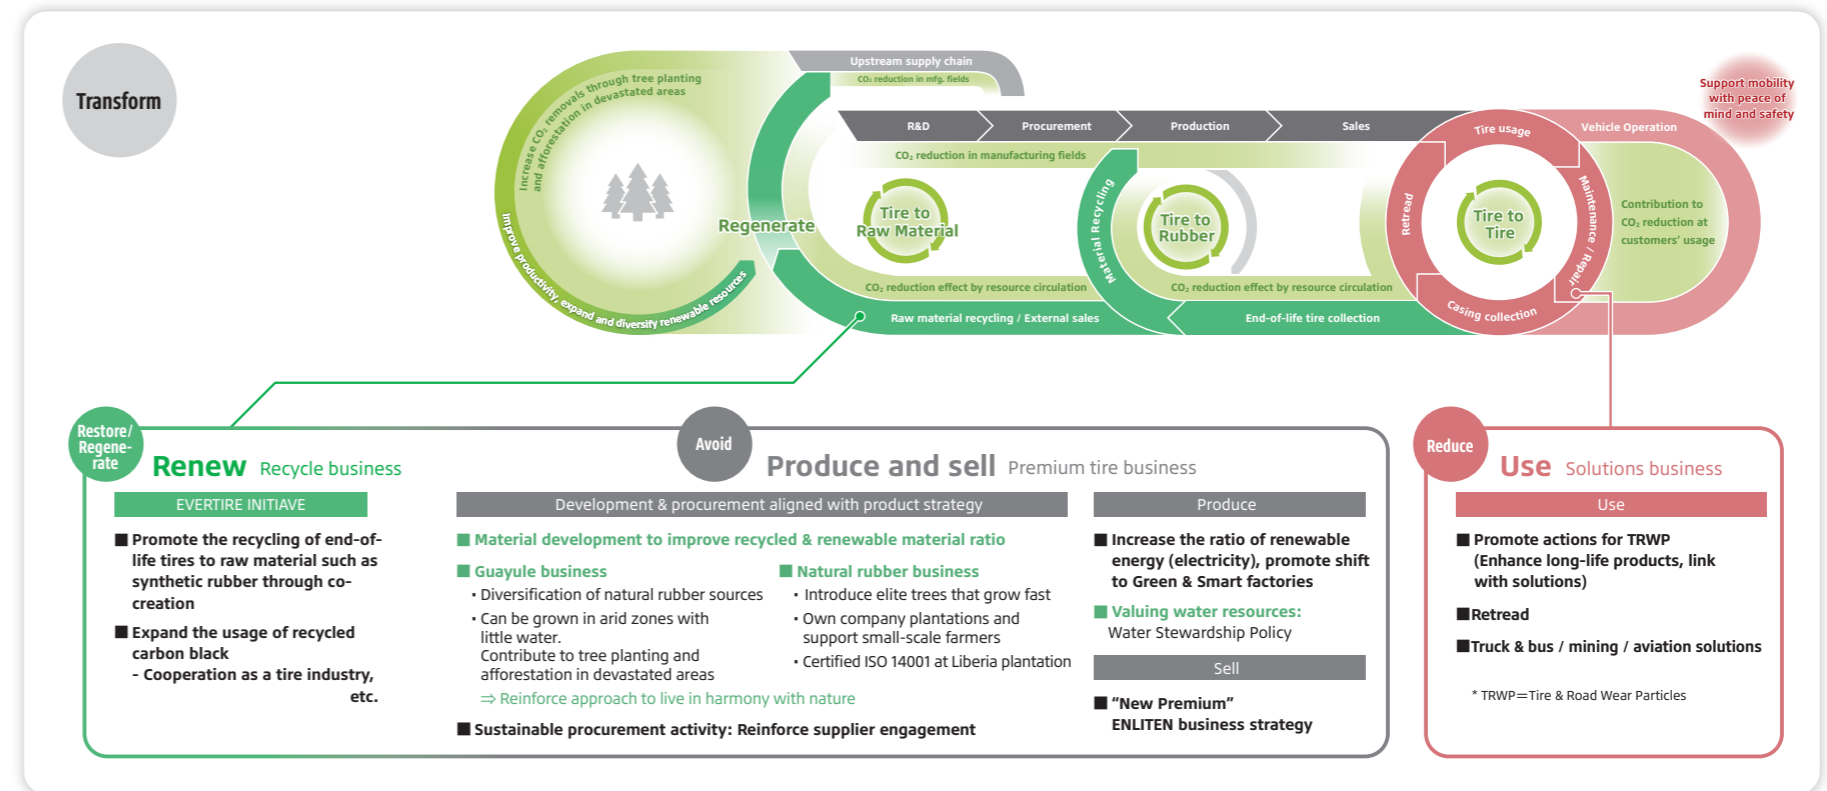 Transform
Increase CO₂ removals through tree planting
and afforestation in devastated areas
Improve productivity, expand and diversify renewable resources
Regenerate
Upstream supply chain
CO₂ reduction in mfg. fields
R&D
Procurement
Production
Sales
CO₂ reduction in manufacturing fields
Tire to
Raw Material
Material Recycling
Tire to
Rubber
CO₂ reduction effect by resource circulation
CO₂ reduction effect by resource circulation
Raw material recycling / External sales
End-of-life tire collection
Tire usage
Maintenance / Repair
Casing collection
Retread
Tire to
Tire
Vehicle Operation
Contribution to
CO₂ reduction at
customers’ usage
Support mobility
with peace of
mind and safety
Restore/
Regene-
rate
Renew Recycle business
EVERTIRE INITIAVE
■ Promote the recycling of end-of-
life tires to raw material such as
synthetic rubber through co-
creation
■ Expand the usage of recycled
carbon black
- Cooperation as a tire industry,
etc.
Avoid
Produce and sell Premium tire business
Development & procurement aligned with product strategy
■ Material development to improve recycled & renewable material ratio
■ Guayule business
・Diversification of natural rubber sources
・Can be grown in arid zones with
little water.
Contribute to tree planting and
afforestation in devastated areas
■ Natural rubber business
・Introduce elite trees that grow fast
・Own company plantations and
support small-scale farmers
・Certified ISO 14001 at Liberia plantation
⇒ Reinforce approach to live in harmony with nature
■ Sustainable procurement activity: Reinforce supplier engagement
Produce
■ Increase the ratio of renewable
energy (electricity), promote shift
to Green & Smart factories
■ Valuing water resources:
Water Stewardship Policy
Sell
■ “New Premium”
ENLITEN business strategy
Reduce
Use Solutions business
Use
■ Promote actions for TRWP
(Enhance long-life products, link
with solutions)
■Retread
■Truck & bus / mining / aviation solutions
* TRWP＝Tire & Road Wear Particles